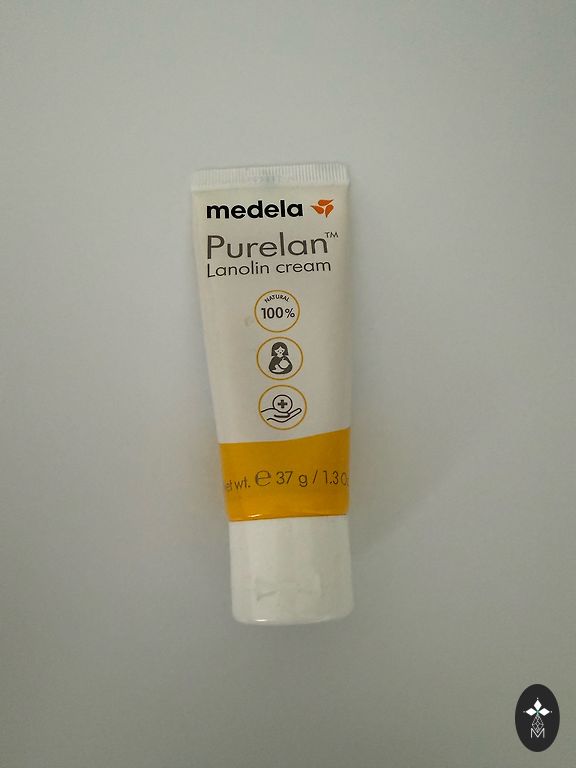 medela
Purelan™
Lanolin cream
NATURAL
100%
wt. ℮ 37 g / 1.3
M